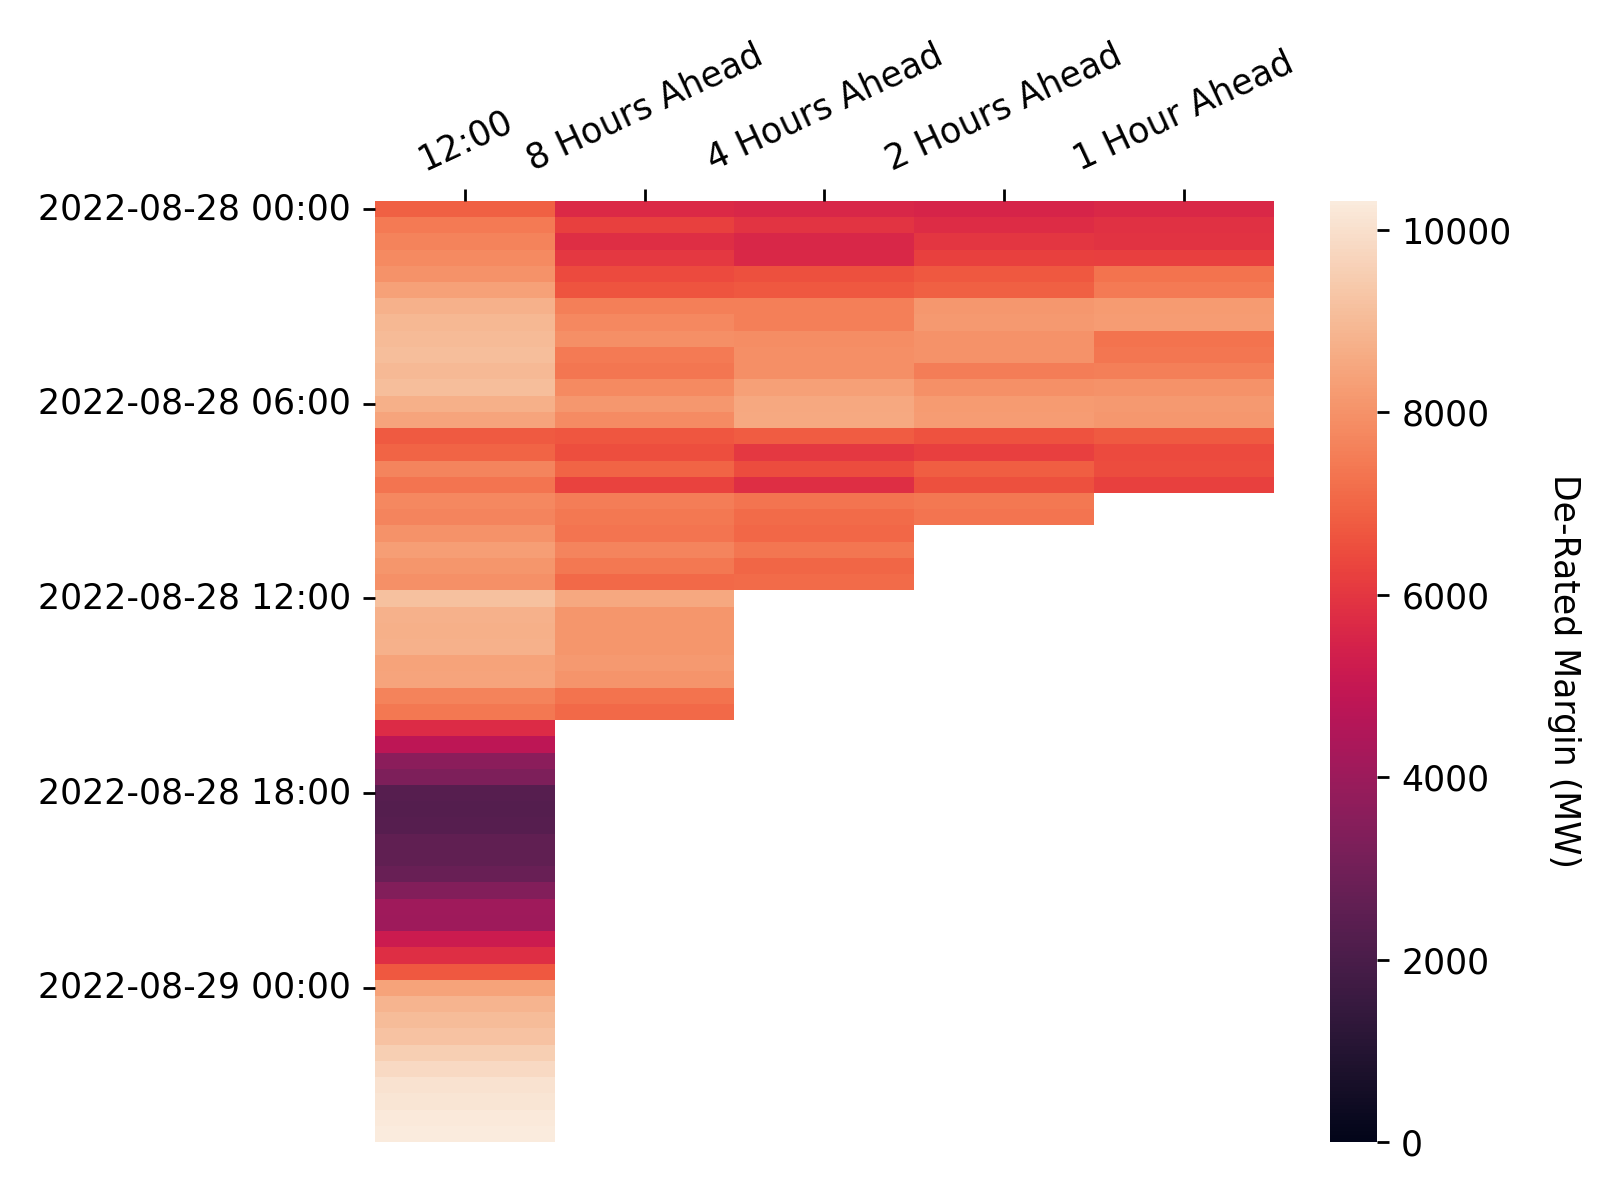 12:00
8 Hours Ahead
4 Hours Ahead
2 Hours Ahead
1 Hour Ahead
2022-08-28 00:00
2022-08-28 06:00
2022-08-28 12:00
2022-08-28 18:00
2022-08-29 00:00
10000
8000
6000
4000
2000
0
De-Rated Margin (MW)